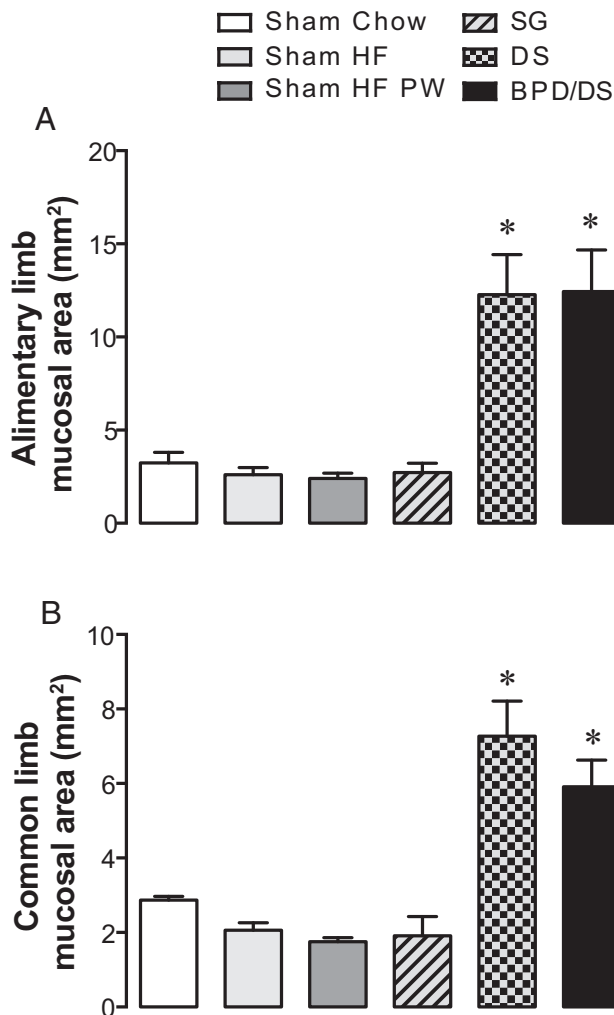 Sham Chow
Sham HF
Sham HF PW
SG
DS
BPD/DS
A
Alimentary limb
mucosal area (mm²)
20
15
10
5
0
*
*
B
Common limb
mucosal area (mm²)
10
8
6
4
2
0
*
*